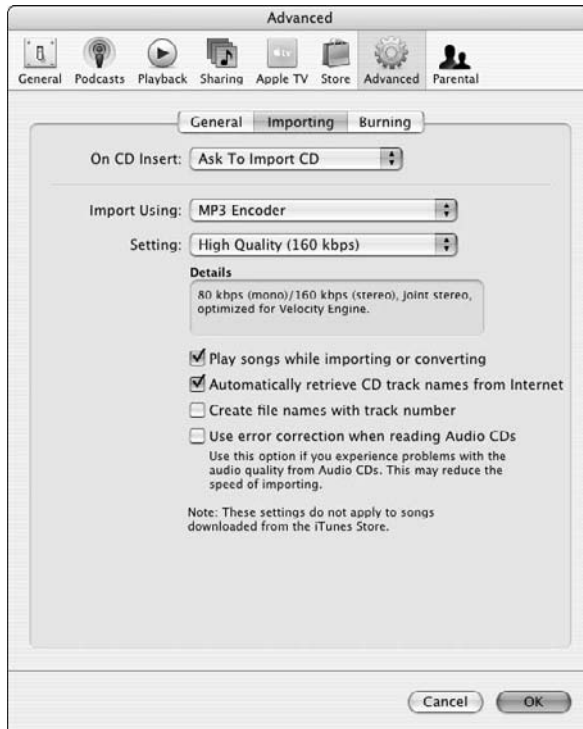 Advanced
General Podcasts Playback Sharing Apple TV Store Advanced Parental
General Importing Burning
On CD Insert: Ask To Import CD
Import Using: MP3 Encoder
Setting: High Quality (160 kbps)
Details
80 kbps (mono)/160 kbps (stereo), joint stereo,
optimized for Velocity Engine.
Play songs while importing or converting
Automatically retrieve CD track names from Internet
Create file names with track number
Use error correction when reading Audio CDs
Use this option if you experience problems with the
audio quality from Audio CDs. This may reduce the
speed of importing.
Note: These settings do not apply to songs
downloaded from the iTunes Store.
Cancel OK